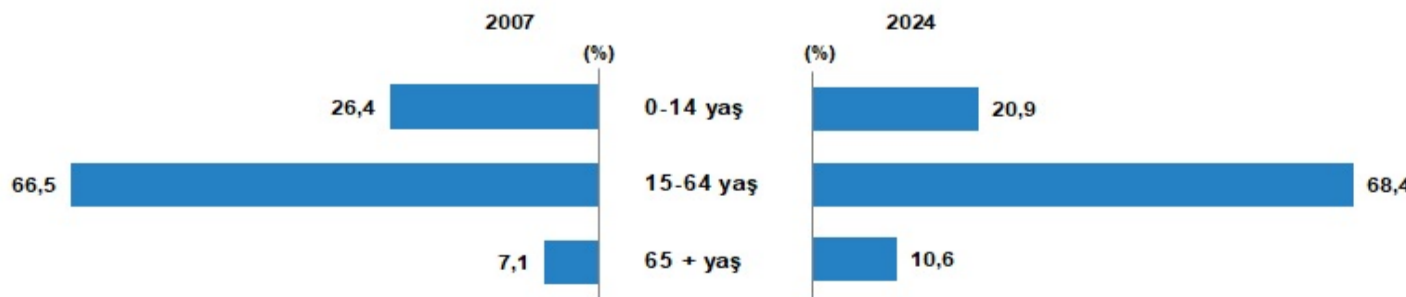 2007 2024
(%) (%)
26,4 0-14 yaş 20,9
66,5 15-64 yaş 68,4
7,1 65 + yaş 10,6